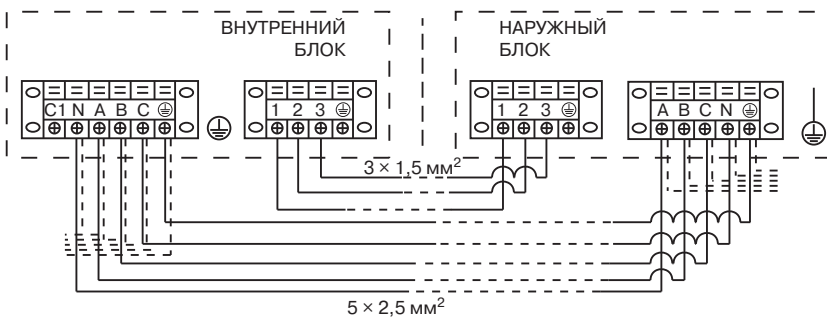 ВНУТРЕННИЙ
БЛОК
НАРУЖНЫЙ
БЛОК
C1 N A B C
1 2 3
1 2 3
A B C N
3 × 1,5 мм²
5 × 2,5 мм²